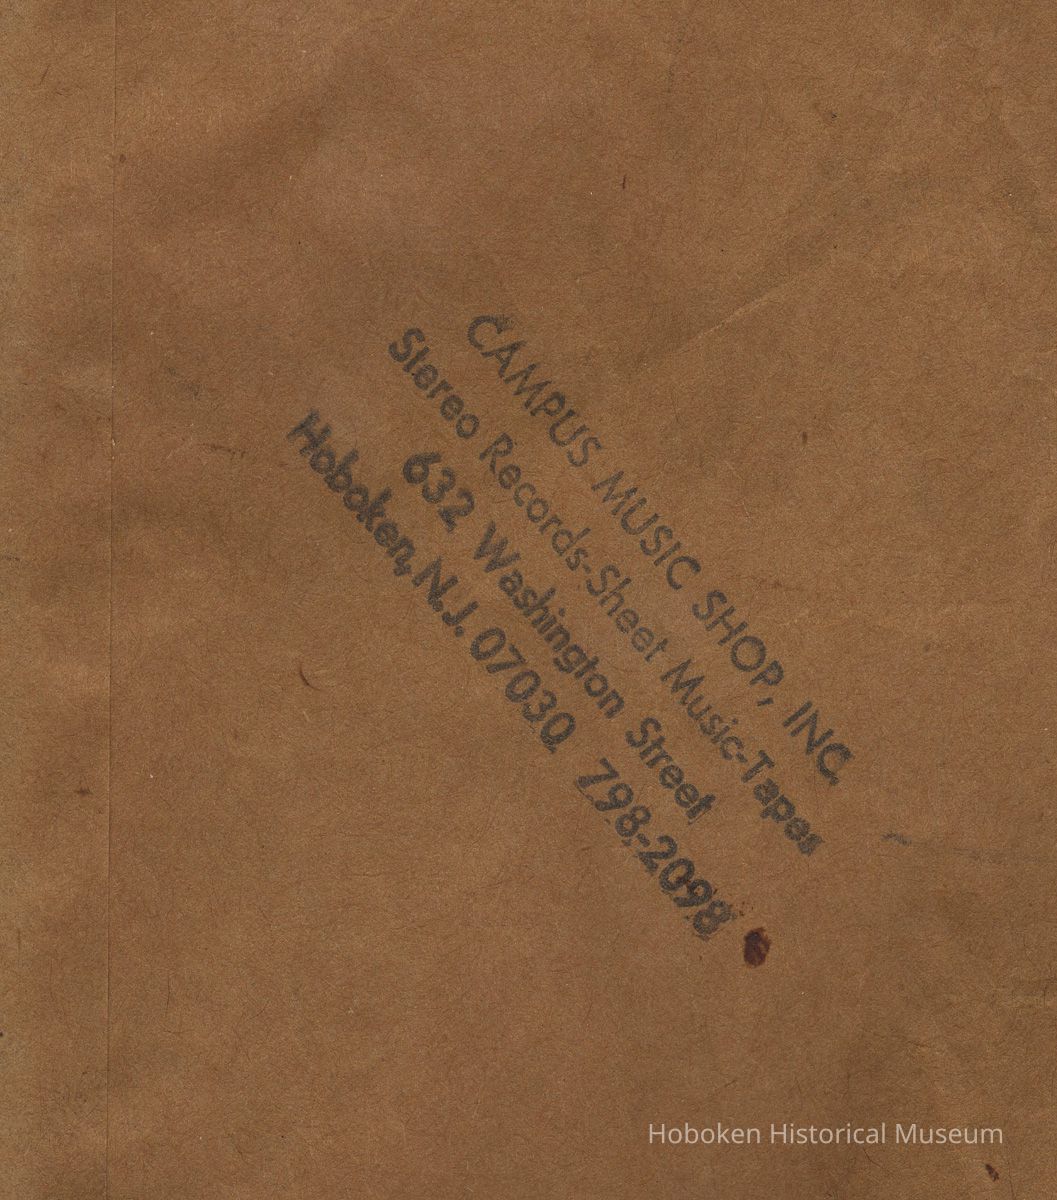 CAMPUS MUSIC SHOP, INC.
Stereo Records-Sheet Music-Tapes
632 Washington Street
Hoboken, N.J. 07030 798-2098
Hoboken Historical Museum